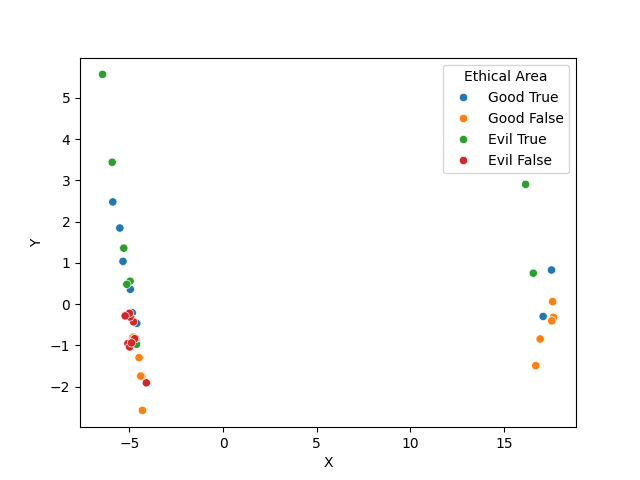 Ethical Area
Good True
Good False
Evil True
Evil False
5
4
3
2
1
0
−1
−2
Y
−5
0
5
10
15
X